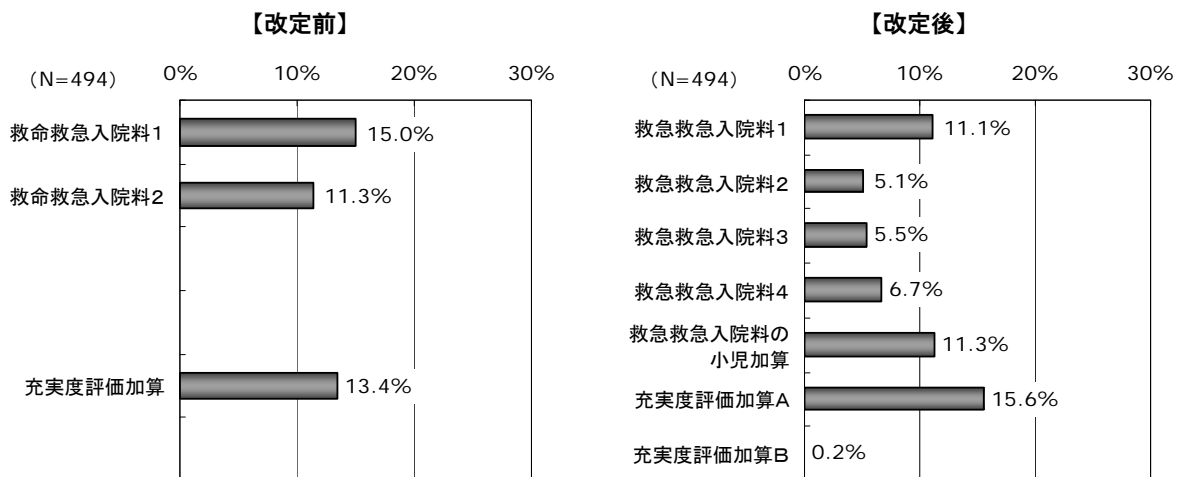 【改定前】
(N=494)
0% 10% 20% 30%
救命救急入院料1
15.0%
救命救急入院料2
11.3%
充実度評価加算
13.4%
【改定後】
(N=494)
0% 10% 20% 30%
救急救急入院料1
11.1%
救急救急入院料2
5.1%
救急救急入院料3
5.5%
救急救急入院料4
6.7%
救急救急入院料の
小児加算
11.3%
充実度評価加算A
15.6%
充実度評価加算B
0.2%